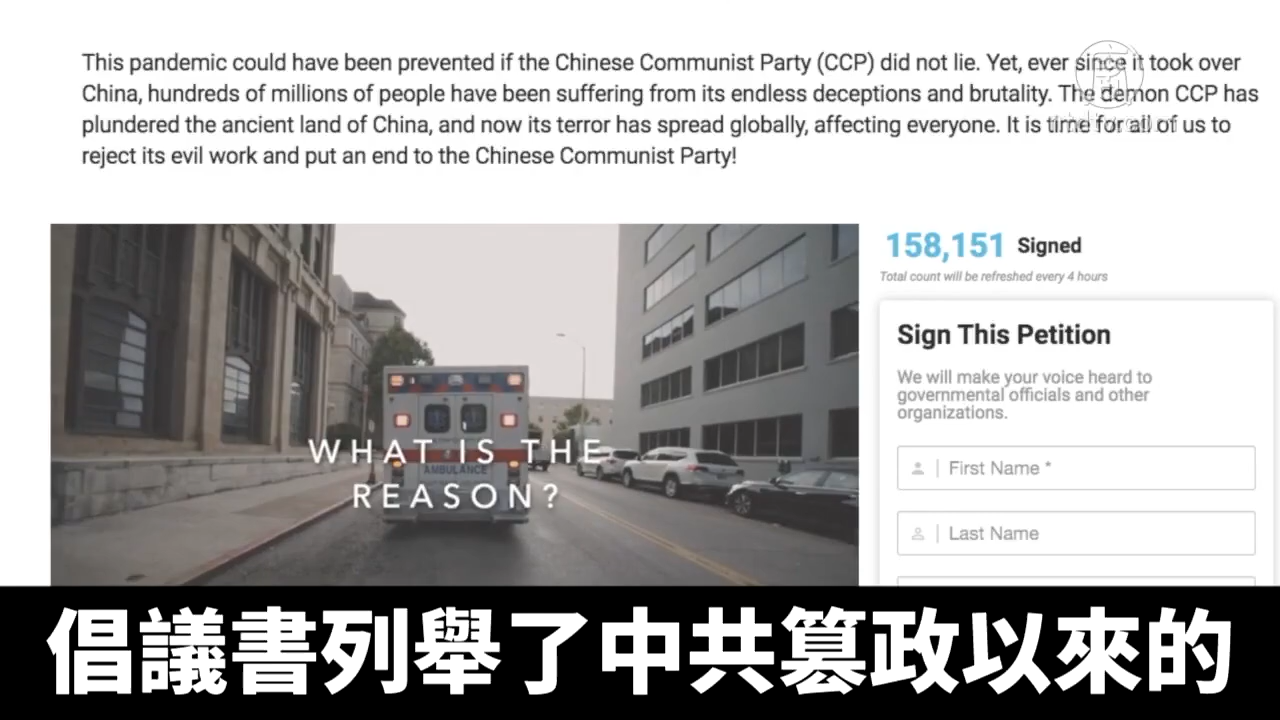 This pandemic could have been prevented if the Chinese Communist Party (CCP) did not lie. Yet, ever since it took over
China, hundreds of millions of people have been suffering from its endless deceptions and brutality. The demon CCP has
plundered the ancient land of China, and now its terror has spread globally, affecting everyone. It is time for all of us to
reject its evil work and put an end to the Chinese Communist Party!
158,151 Signed
Total count will be refreshed every 4 hours
Sign This Petition
We will make your voice heard to
governmental officials and other
organizations.
First Name *
Last Name
WHAT IS THE
REASON?
AMBULANCE
倡議書列舉了中共篡政以來的